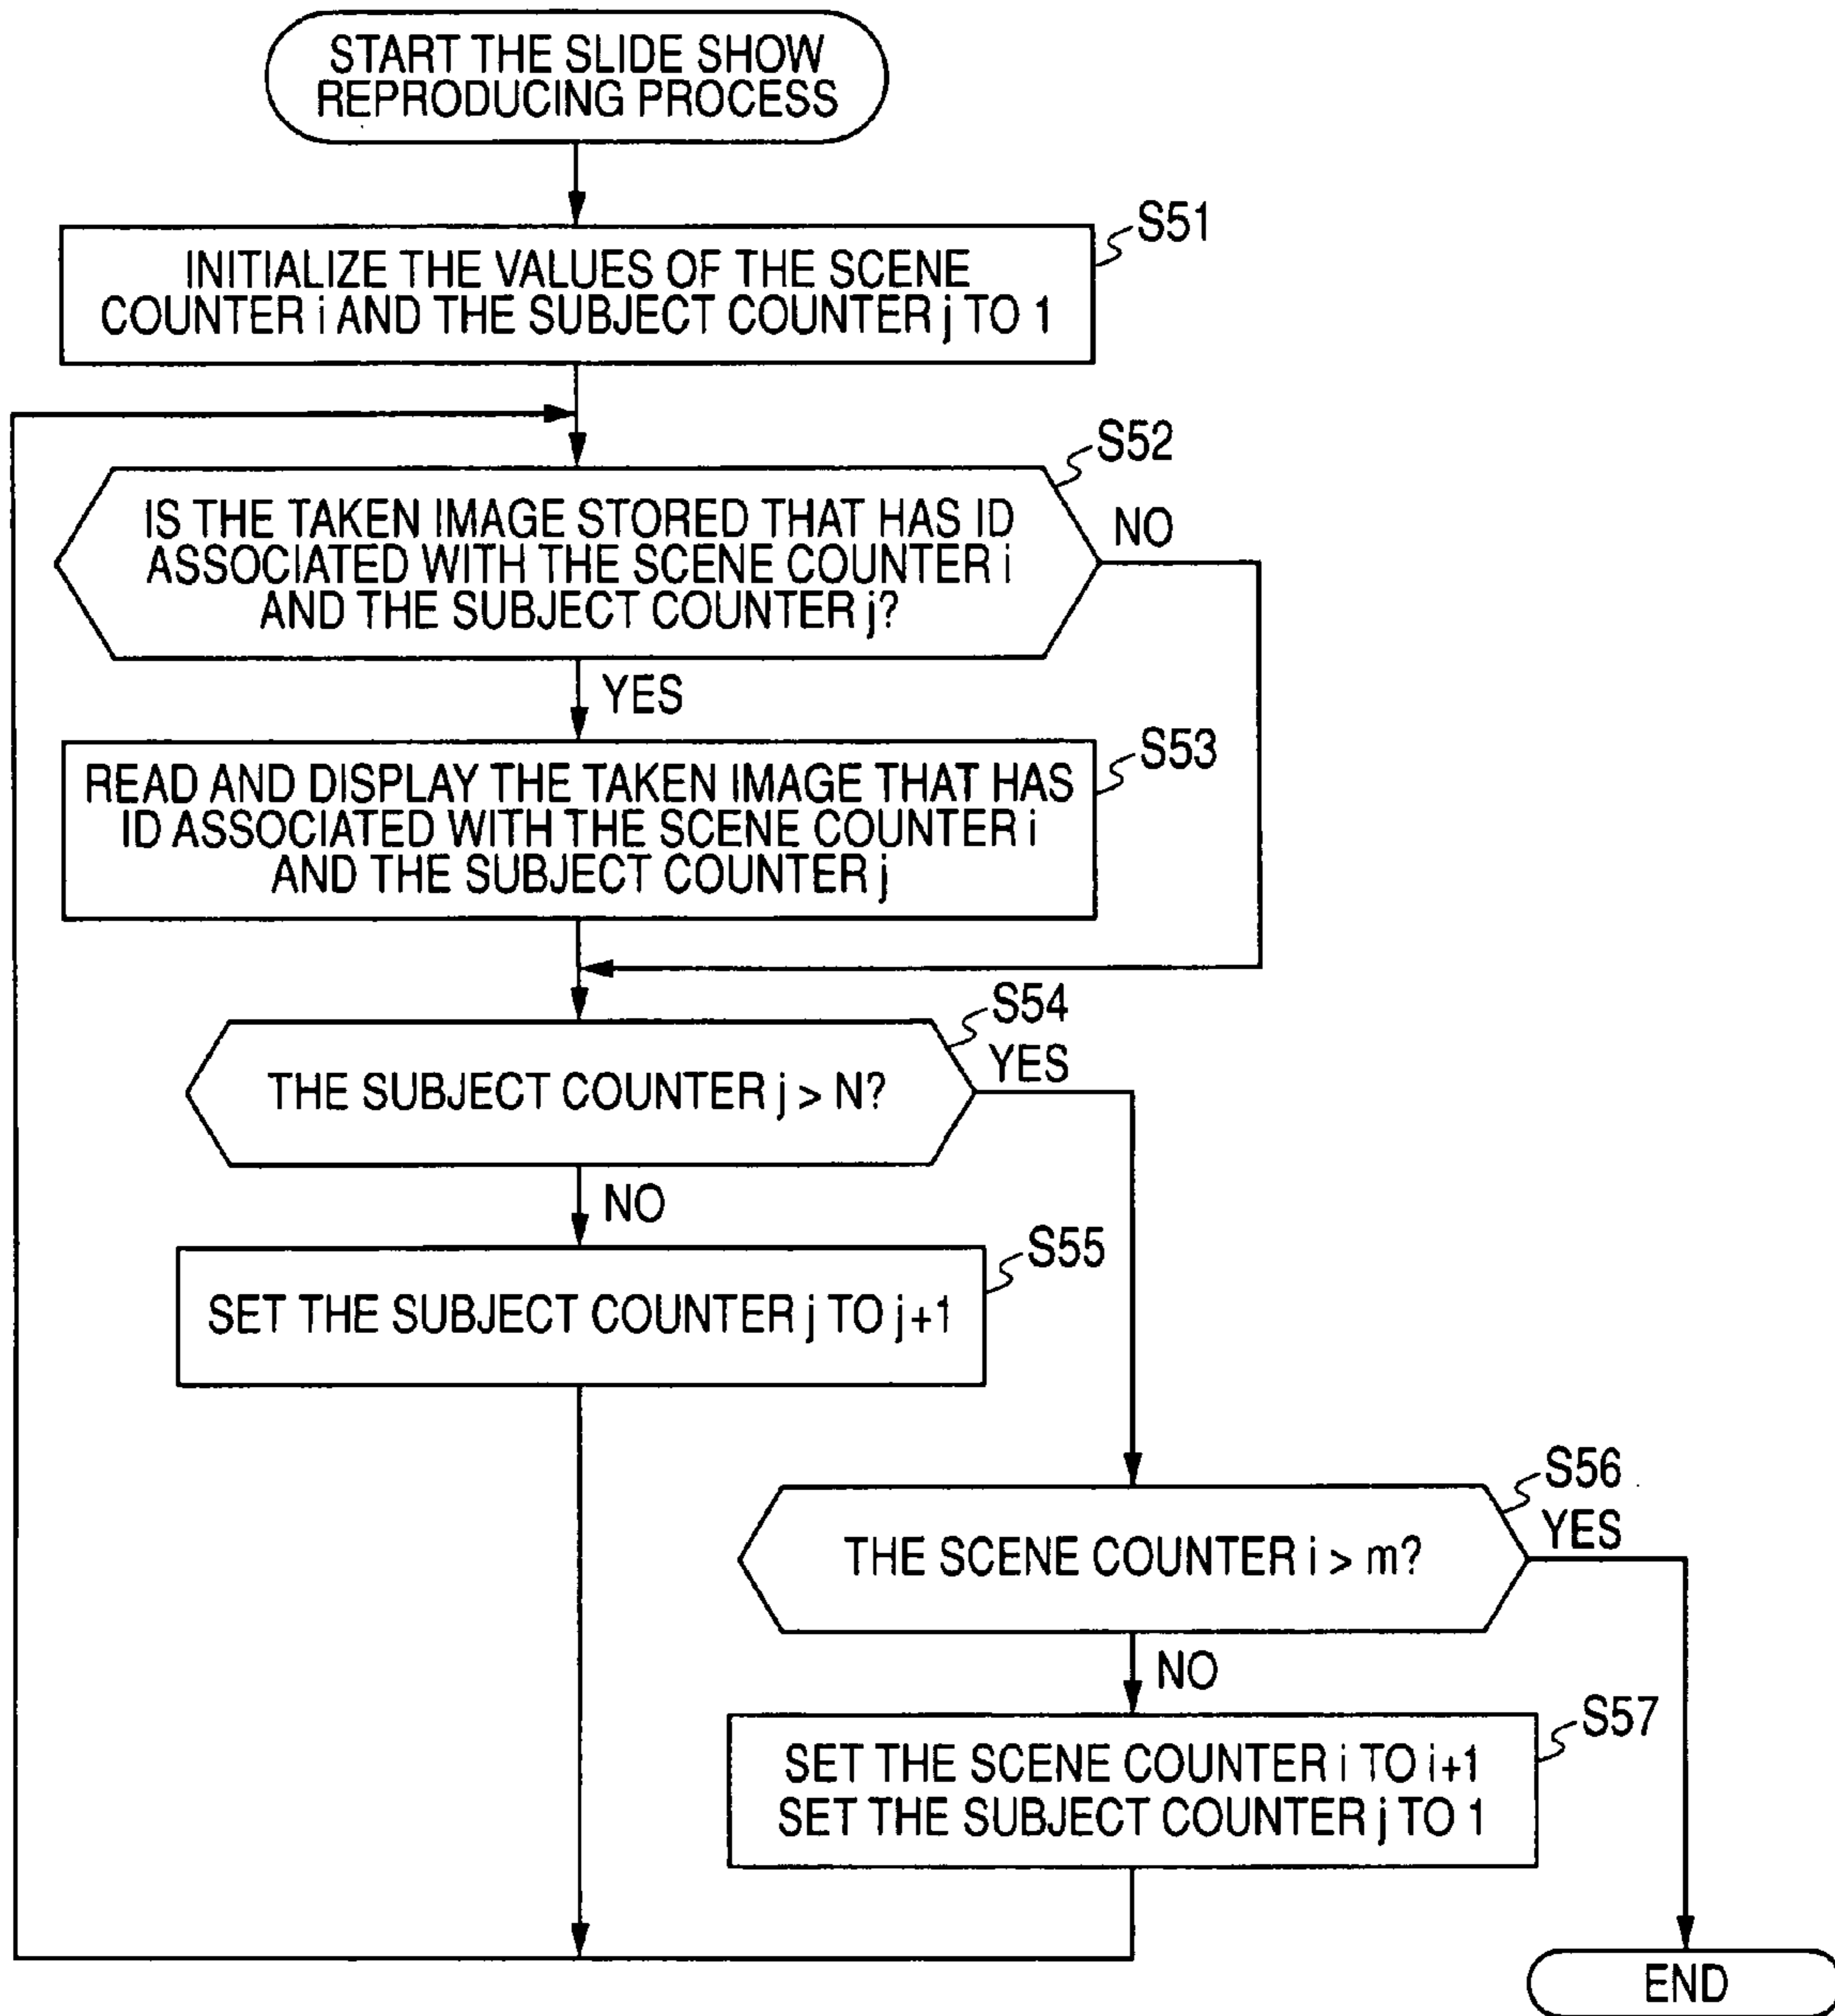 START THE SLIDE SHOW
REPRODUCING PROCESS
S51
INITIALIZE THE VALUES OF THE SCENE
COUNTER i AND THE SUBJECT COUNTER j TO 1
S52
IS THE TAKEN IMAGE STORED THAT HAS ID
ASSOCIATED WITH THE SCENE COUNTER i
AND THE SUBJECT COUNTER j?
NO
YES
S53
READ AND DISPLAY THE TAKEN IMAGE THAT HAS
ID ASSOCIATED WITH THE SCENE COUNTER i
AND THE SUBJECT COUNTER j
S54
THE SUBJECT COUNTER j > N?
YES
NO
S55
SET THE SUBJECT COUNTER j TO j+1
S56
THE SCENE COUNTER i > m?
YES
NO
S57
SET THE SCENE COUNTER i TO i+1
SET THE SUBJECT COUNTER j TO 1
END